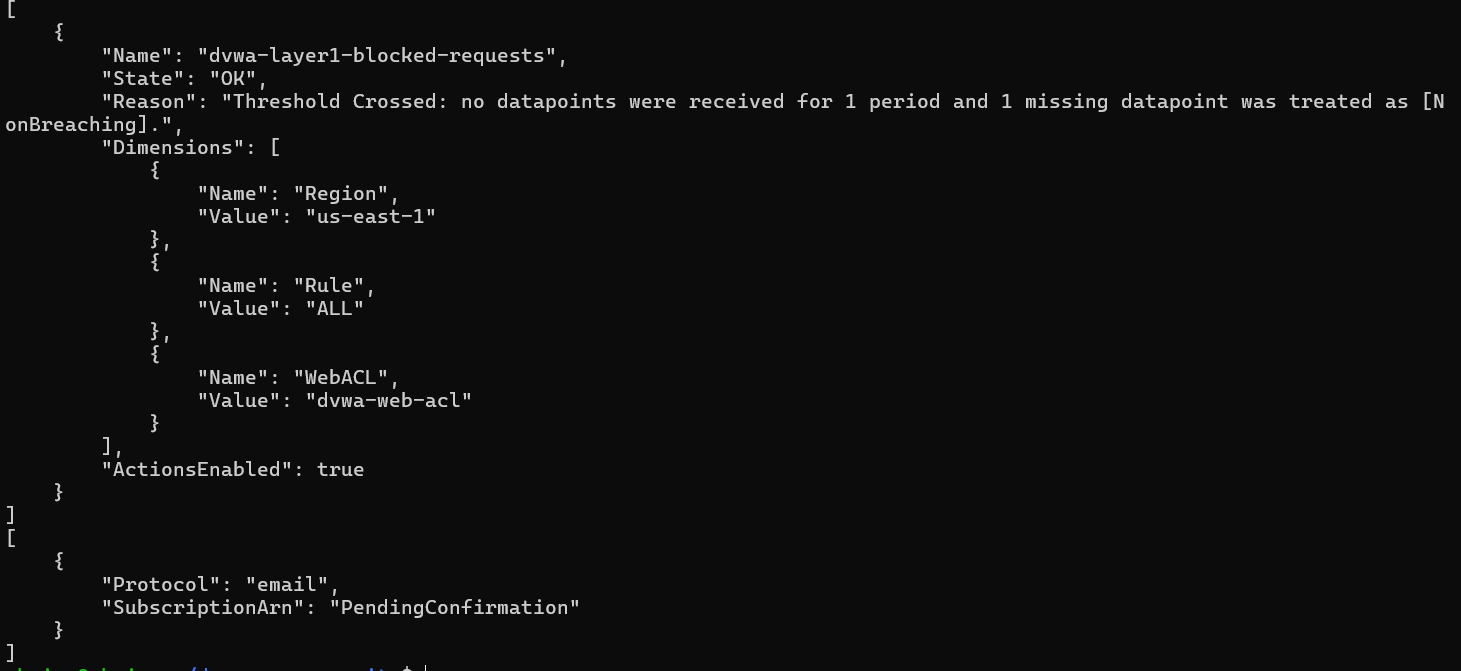 [
    {
        "Name": "dvwa-layer1-blocked-requests",
        "State": "OK",
        "Reason": "Threshold Crossed: no datapoints were received for 1 period and 1 missing datapoint was treated as [N
onBreaching].",
        "Dimensions": [
            {
                "Name": "Region",
                "Value": "us-east-1"
            },
            {
                "Name": "Rule",
                "Value": "ALL"
            },
            {
                "Name": "WebACL",
                "Value": "dvwa-web-acl"
            }
        ],
        "ActionsEnabled": true
    }
]
[
    {
        "Protocol": "email",
        "SubscriptionArn": "PendingConfirmation"
    }
]